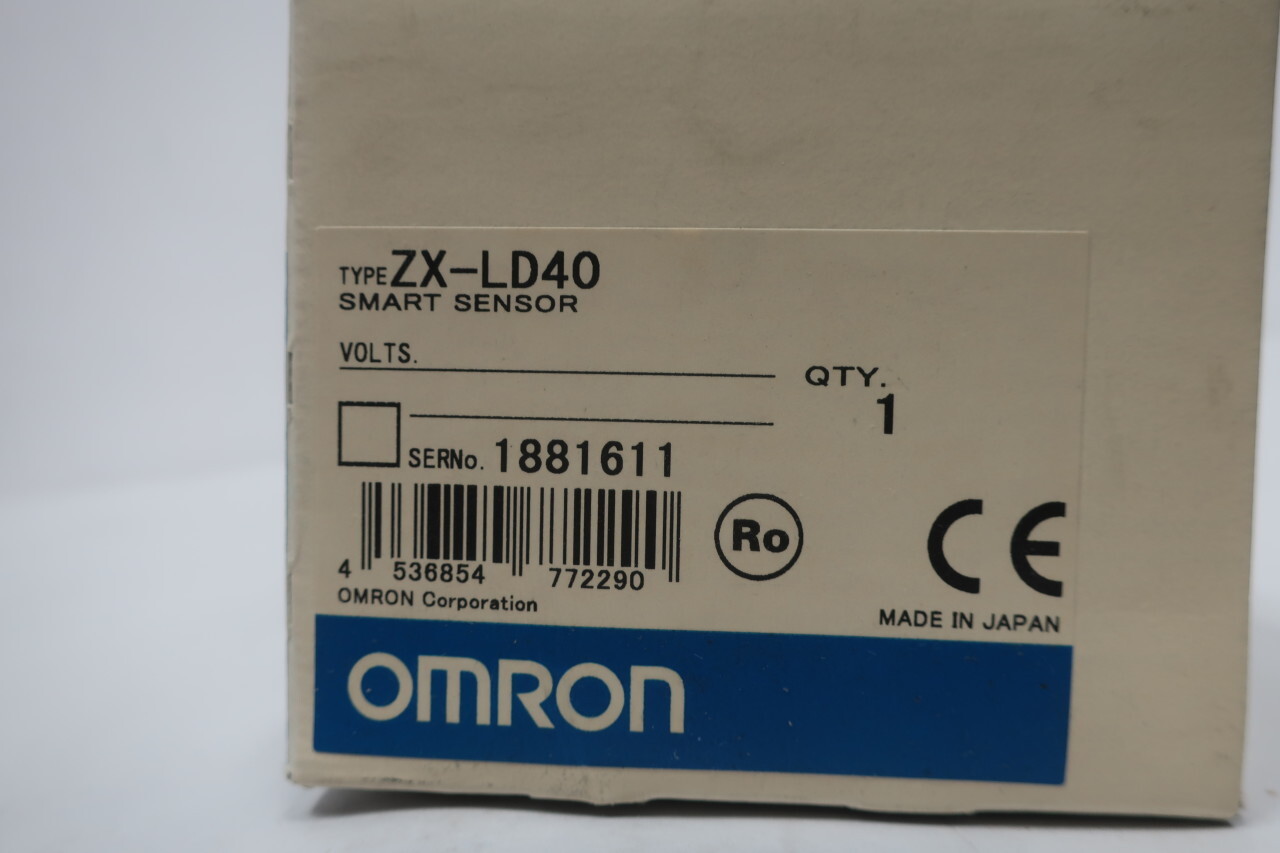 TYPE ZX-LD40
SMART SENSOR
VOLTS.
QTY.
1
SERNo. 1881611
Ro
CE
4 536854 772290
OMRON Corporation
MADE IN JAPAN
OMRON